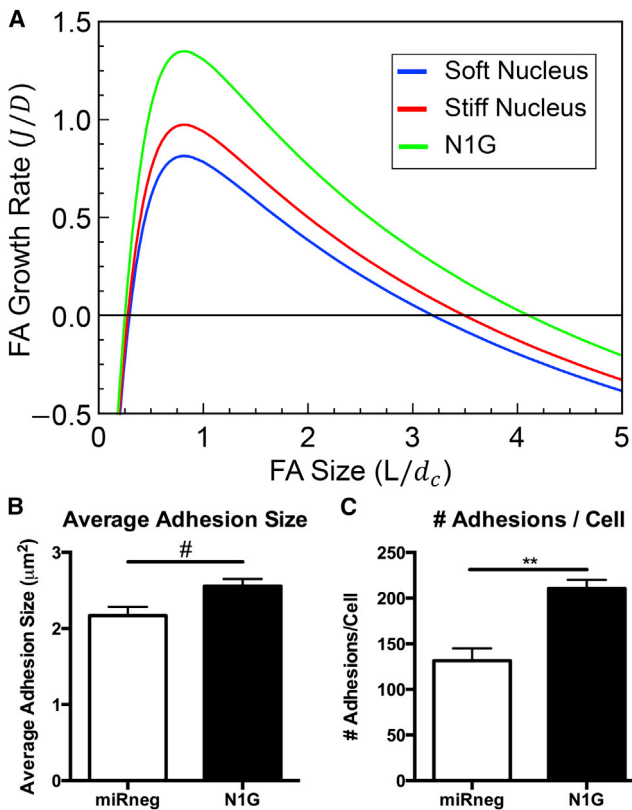 A
1.5
1.0
0.5
0.0
−0.5
FA Growth Rate (J/D)
Soft Nucleus
Stiff Nucleus
N1G
0 1 2 3 4 5
FA Size (L/d_c)
B
Average Adhesion Size
Average Adhesion Size (μm²)
3
2
1
0
#
miRneg N1G
C
# Adhesions / Cell
# Adhesions/Cell
250
200
150
100
50
0
**
miRneg N1G